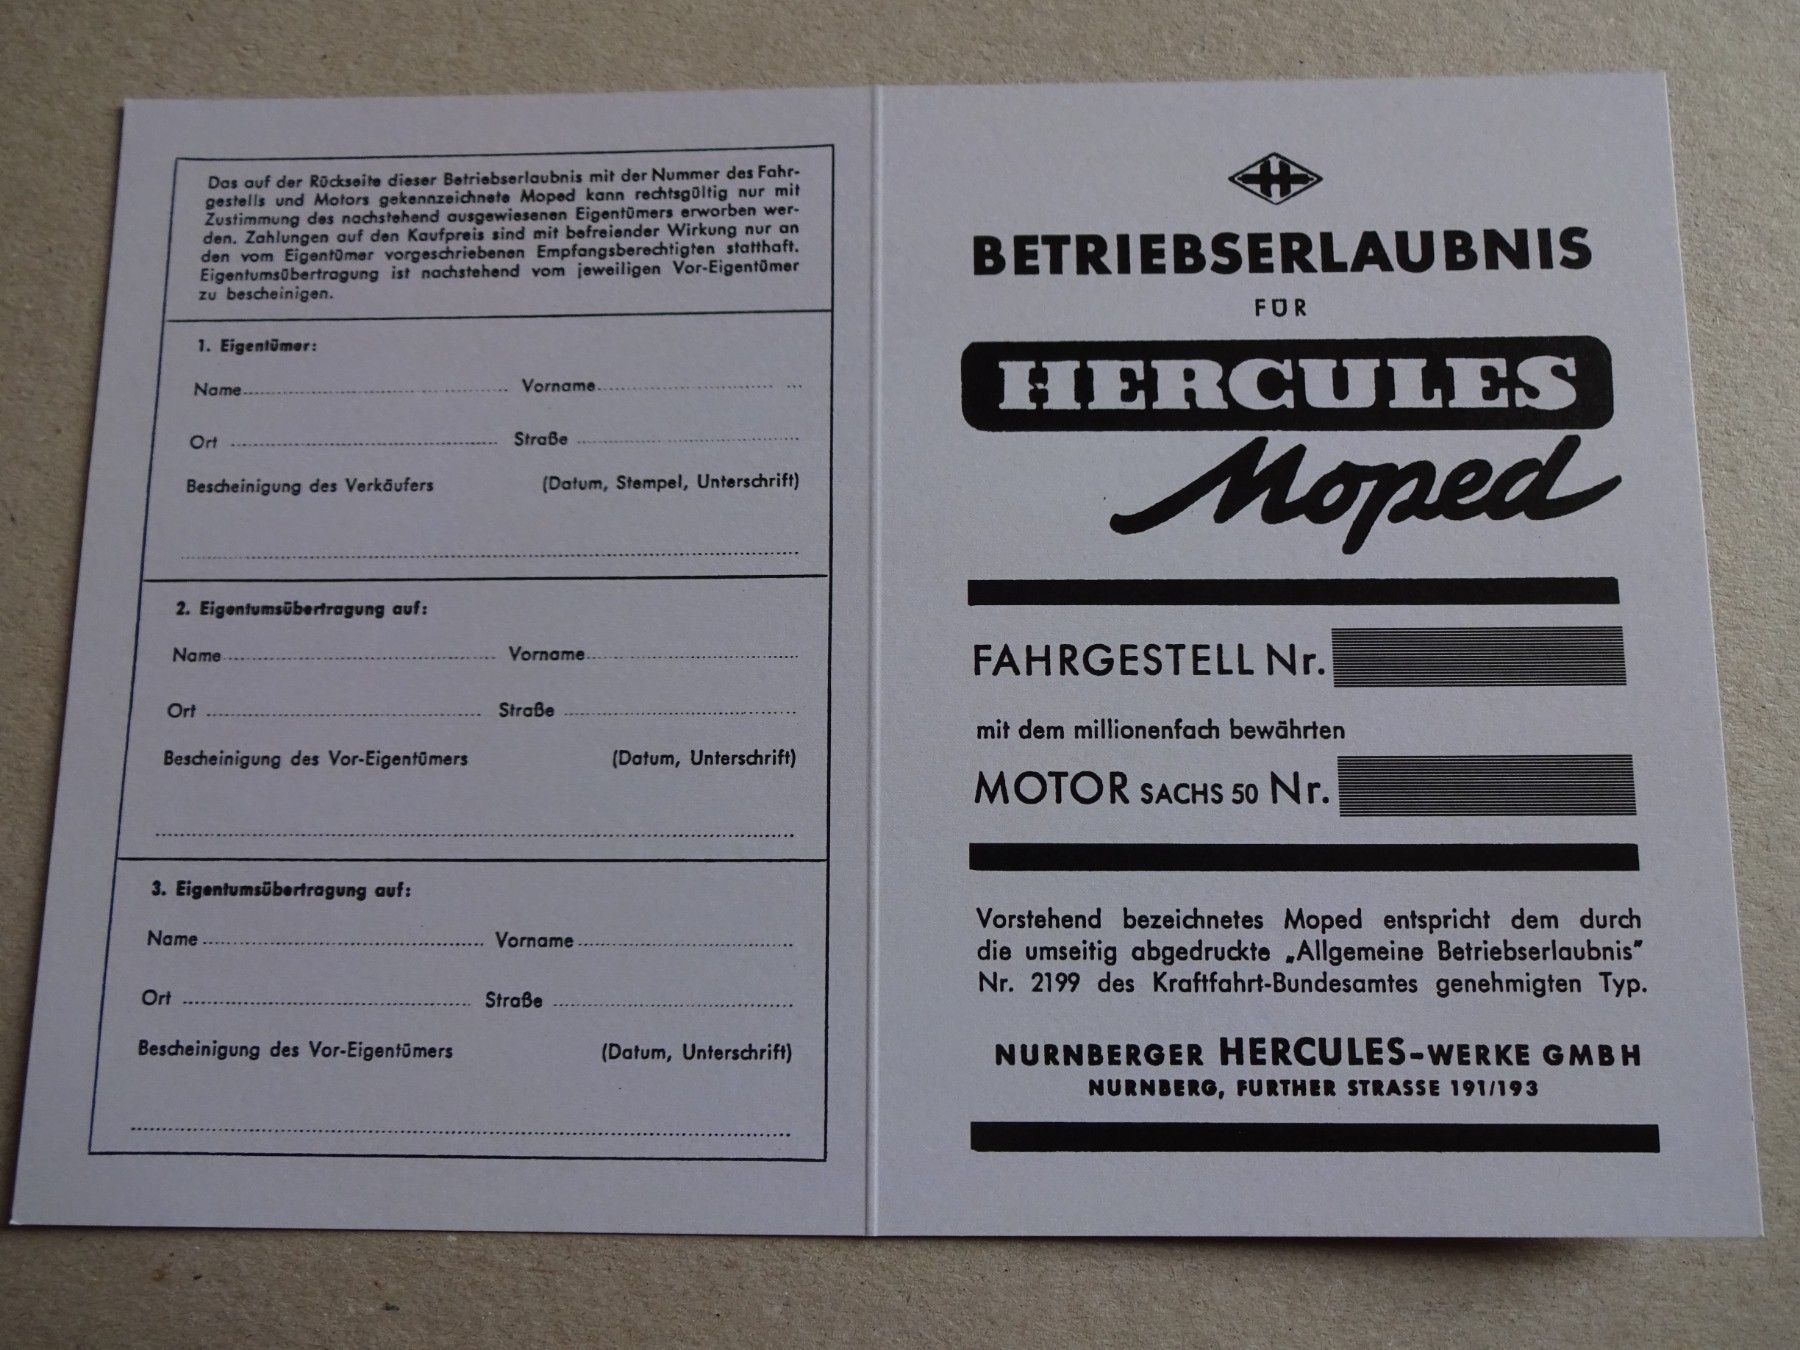 Das auf der Rückseite dieser Betriebserlaubnis mit der Nummer des Fahr-
gestells und Motors gekennzeichnete Moped kann rechtsgültig nur mit
Zustimmung des nachstehend ausgewiesenen Eigentümers erworben wer-
den. Zahlungen auf den Kaufpreis sind mit befreiender Wirkung nur an
den vom Eigentümer vorgeschriebenen Empfangsberechtigten statthaft.
Eigentumsübertragung ist nachstehend vom jeweiligen Vor-Eigentümer
zu bescheinigen.
1. Eigentümer:
Name Vorname
Ort Straße
Bescheinigung des Verkäufers (Datum, Stempel, Unterschrift)
2. Eigentumsübertragung auf:
Name Vorname
Ort Straße
Bescheinigung des Vor-Eigentümers (Datum, Unterschrift)
3. Eigentumsübertragung auf:
Name Vorname
Ort Straße
Bescheinigung des Vor-Eigentümers (Datum, Unterschrift)
H
BETRIEBSERLAUBNIS
FÜR
HERCULES
Moped
FAHRGESTELL Nr.
mit dem millionenfach bewährten
MOTOR SACHS 50 Nr.
Vorstehend bezeichnetes Moped entspricht dem durch
die umseitig abgedruckte „Allgemeine Betriebserlaubnis"
Nr. 2199 des Kraftfahrt-Bundesamtes genehmigten Typ.
NURNBERGER HERCULES-WERKE GMBH
NURNBERG, FURTHER STRASSE 191/193